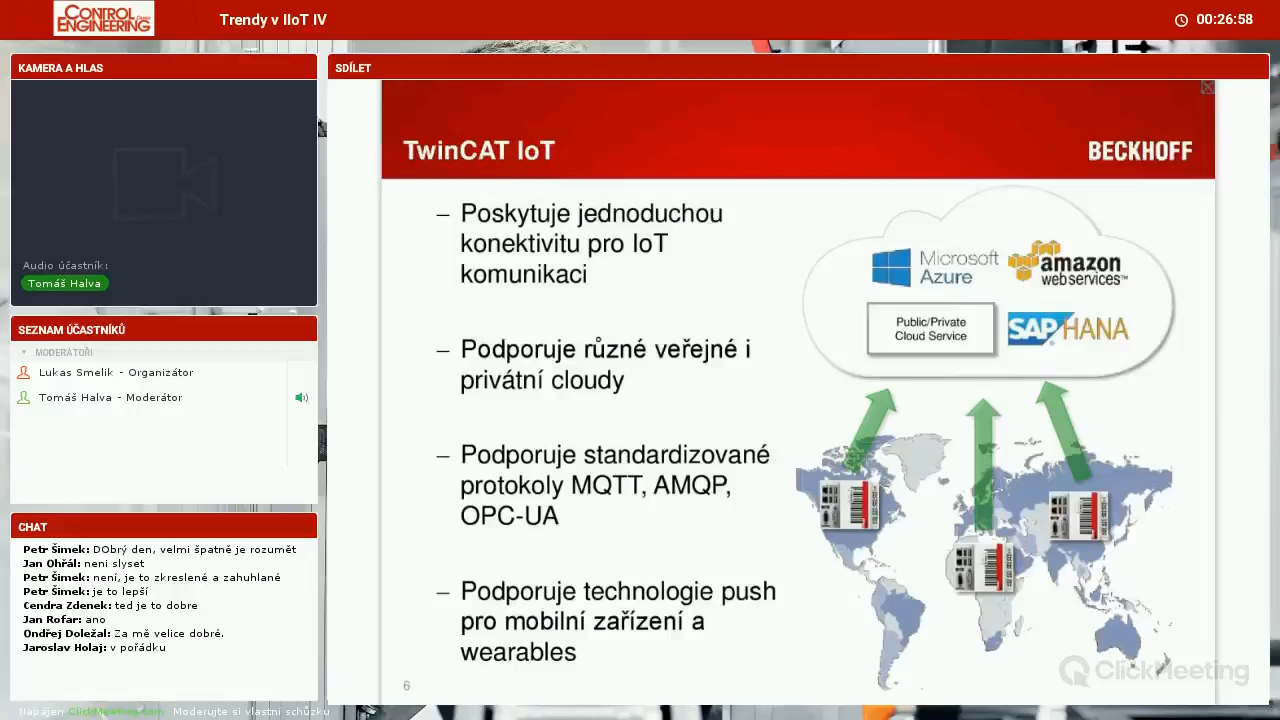 CONTROL
ENGINEERING
Trendy v IIoT IV
00:26:58
KAMERA A HLAS
Audio účastník:
Tomáš Halva
SEZNAM ÚČASTNÍKŮ
MODERÁTOŘI
Lukas Smelik - Organizátor
Tomáš Halva - Moderátor
CHAT
Petr Šimek: DObrý den, velmi špatně je rozumět
Jan Ohřál: neni slyset
Petr Šimek: není, je to zkreslené a zahuhlané
Petr Šimek: je to lepší
Cendra Zdenek: ted je to dobre
Jan Rofar: ano
Ondřej Doležal: Za mě velice dobré.
Jaroslav Holaj: v pořádku
Napájen ClickMeeting.com Moderujte si vlastní schůzku
SDÍLET
TwinCAT IoT
BECKHOFF
– Poskytuje jednoduchou
konektivitu pro IoT
komunikaci
– Podporuje různé veřejné i
privátní cloudy
– Podporuje standardizované
protokoly MQTT, AMQP,
OPC-UA
– Podporuje technologie push
pro mobilní zařízení a
wearables
6
Microsoft
Azure
amazon
web services™
Public/Private
Cloud Service
SAP HANA
ClickMeeting